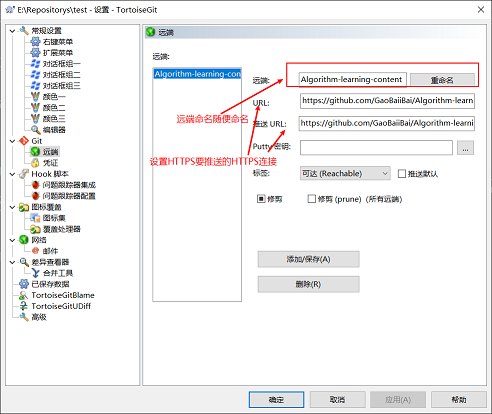 E:\Repositorys\test - 设置 - TortoiseGit
常规设置
右键菜单
扩展菜单
对话框组一
对话框组二
对话框组三
颜色一
颜色二
颜色三
编辑器
Git
远端
凭证
Hook 脚本
问题跟踪器集成
问题跟踪器配置
图标覆盖
图标集
覆盖处理器
网络
邮件
差异查看器
合并工具
已保存数据
TortoiseGitBlame
TortoiseGitUDiff
高级
远端
远端:
Algorithm-learning-con
远端: Algorithm-learning-content 重命名
URL: https://github.com/GaoBaiiBai/Algorithm-learn
推送 URL: https://github.com/GaoBaiiBai/Algorithm-learni
Putty 密钥: ...
标签: 可达 (Reachable) 推送默认
修剪 修剪 (prune) (所有远端)
远端命名随便命名
设置HTTPS要推送的HTTPS连接
添加/保存(A)
删除(R)
确定 取消 应用(A) 帮助